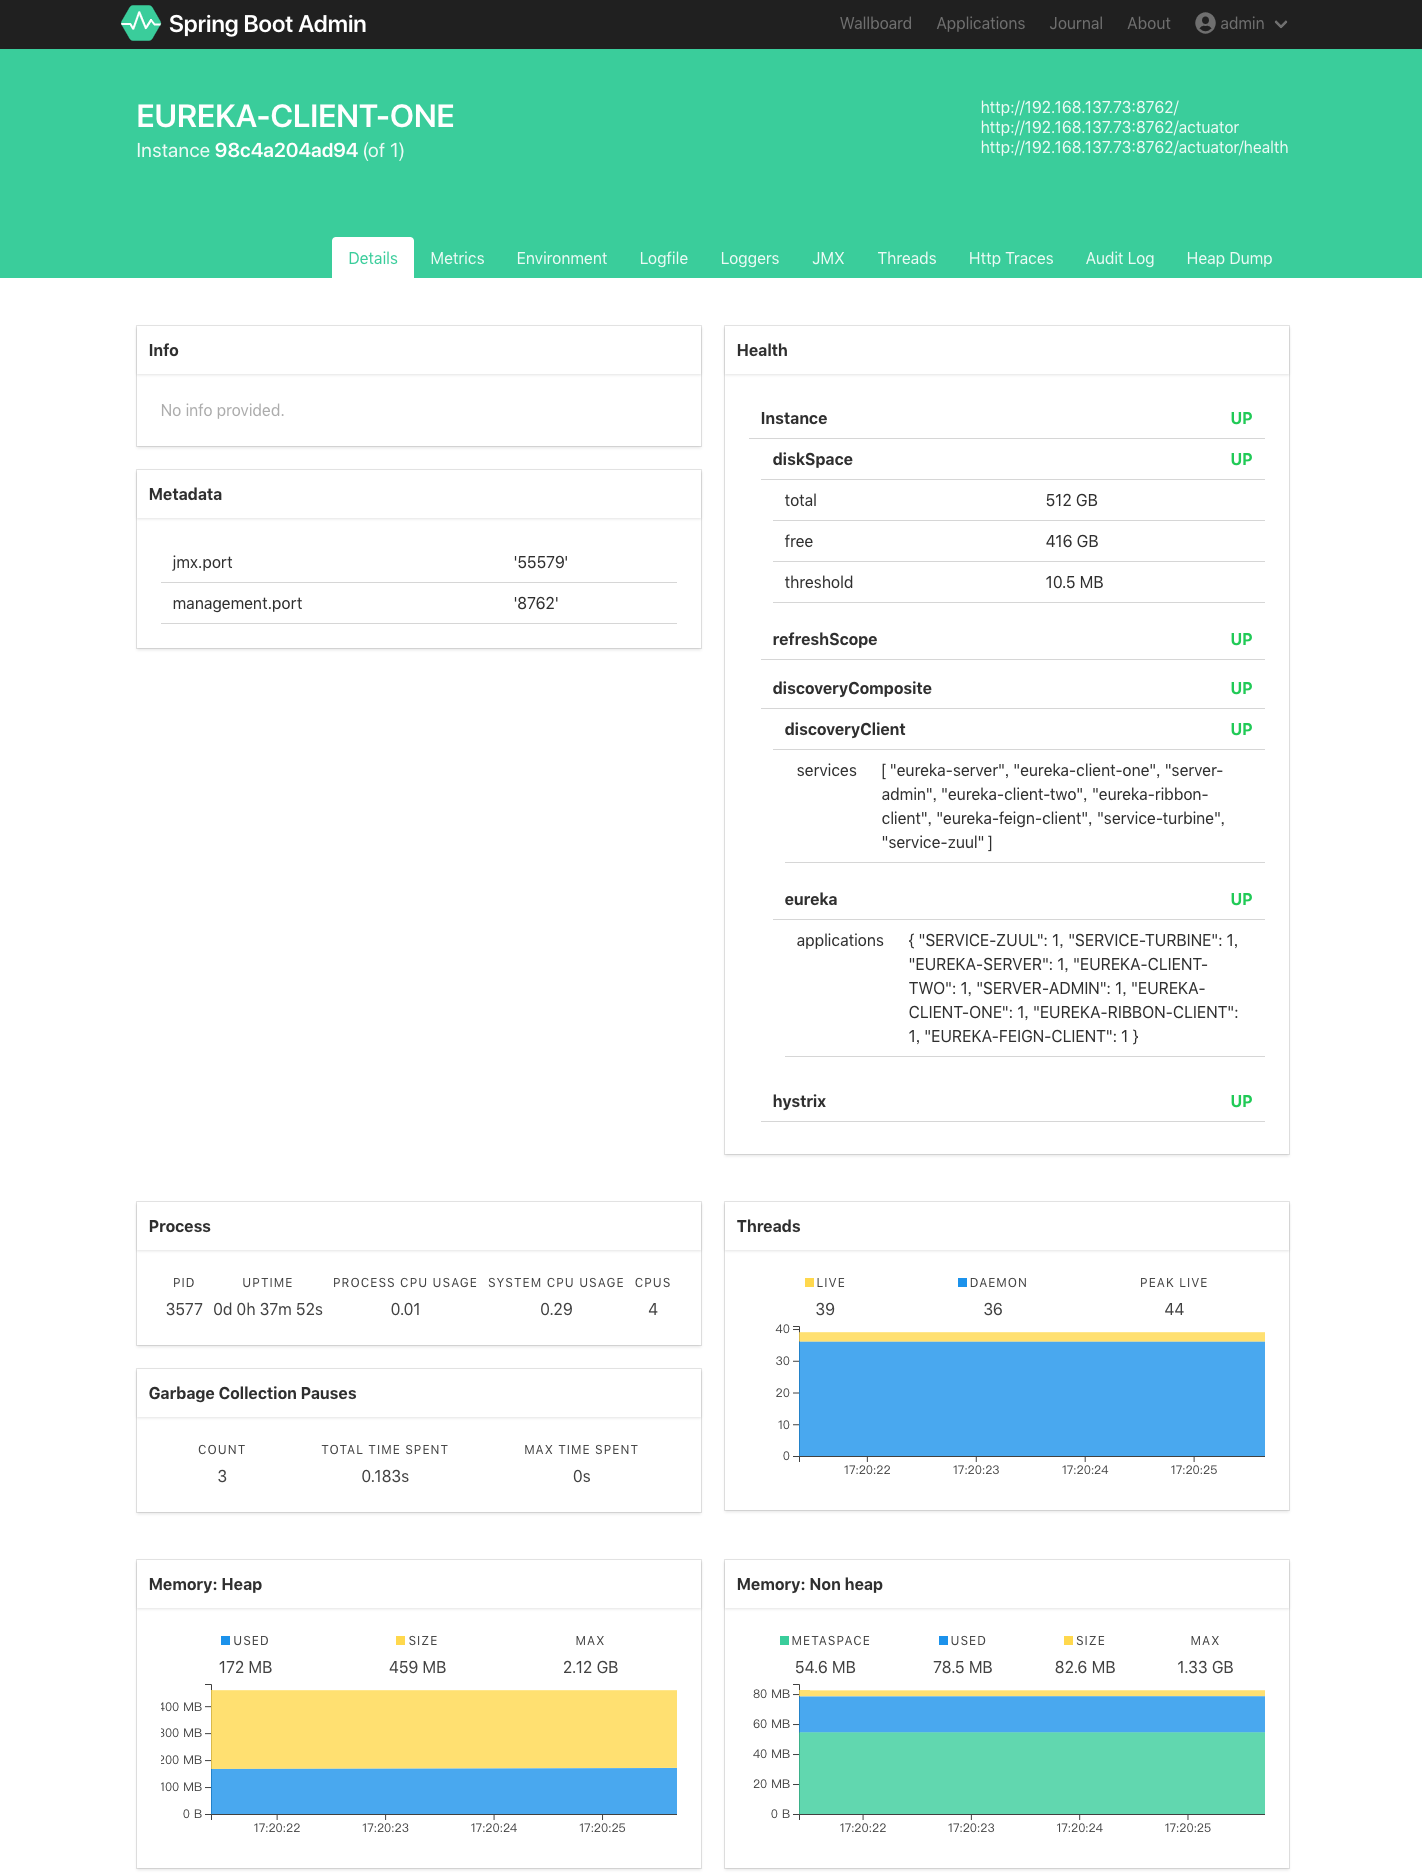 Spring Boot Admin
Wallboard Applications Journal About admin
EUREKA-CLIENT-ONE
Instance 98c4a204ad94 (of 1)
http://192.168.137.73:8762/
http://192.168.137.73:8762/actuator
http://192.168.137.73:8762/actuator/health
Details Metrics Environment Logfile Loggers JMX Threads Http Traces Audit Log Heap Dump
Info
No info provided.
Metadata
jmx.port '55579'
management.port '8762'
Health
Instance UP
diskSpace UP
total 512 GB
free 416 GB
threshold 10.5 MB
refreshScope UP
discoveryComposite UP
discoveryClient UP
services [ "eureka-server", "eureka-client-one", "server-
admin", "eureka-client-two", "eureka-ribbon-
client", "eureka-feign-client", "service-turbine",
"service-zuul" ]
eureka UP
applications { "SERVICE-ZUUL": 1, "SERVICE-TURBINE": 1,
"EUREKA-SERVER": 1, "EUREKA-CLIENT-
TWO": 1, "SERVER-ADMIN": 1, "EUREKA-
CLIENT-ONE": 1, "EUREKA-RIBBON-CLIENT":
1, "EUREKA-FEIGN-CLIENT": 1 }
hystrix UP
Process
PID UPTIME PROCESS CPU USAGE SYSTEM CPU USAGE CPUS
3577 0d 0h 37m 52s 0.01 0.29 4
Garbage Collection Pauses
COUNT TOTAL TIME SPENT MAX TIME SPENT
3 0.183s 0s
Threads
LIVE DAEMON PEAK LIVE
39 36 44
40
30
20
10
0
17:20:22 17:20:23 17:20:24 17:20:25
Memory: Heap
USED SIZE MAX
172 MB 459 MB 2.12 GB
400 MB
300 MB
200 MB
100 MB
0 B
17:20:22 17:20:23 17:20:24 17:20:25
Memory: Non heap
METASPACE USED SIZE MAX
54.6 MB 78.5 MB 82.6 MB 1.33 GB
80 MB
60 MB
40 MB
20 MB
0 B
17:20:22 17:20:23 17:20:24 17:20:25